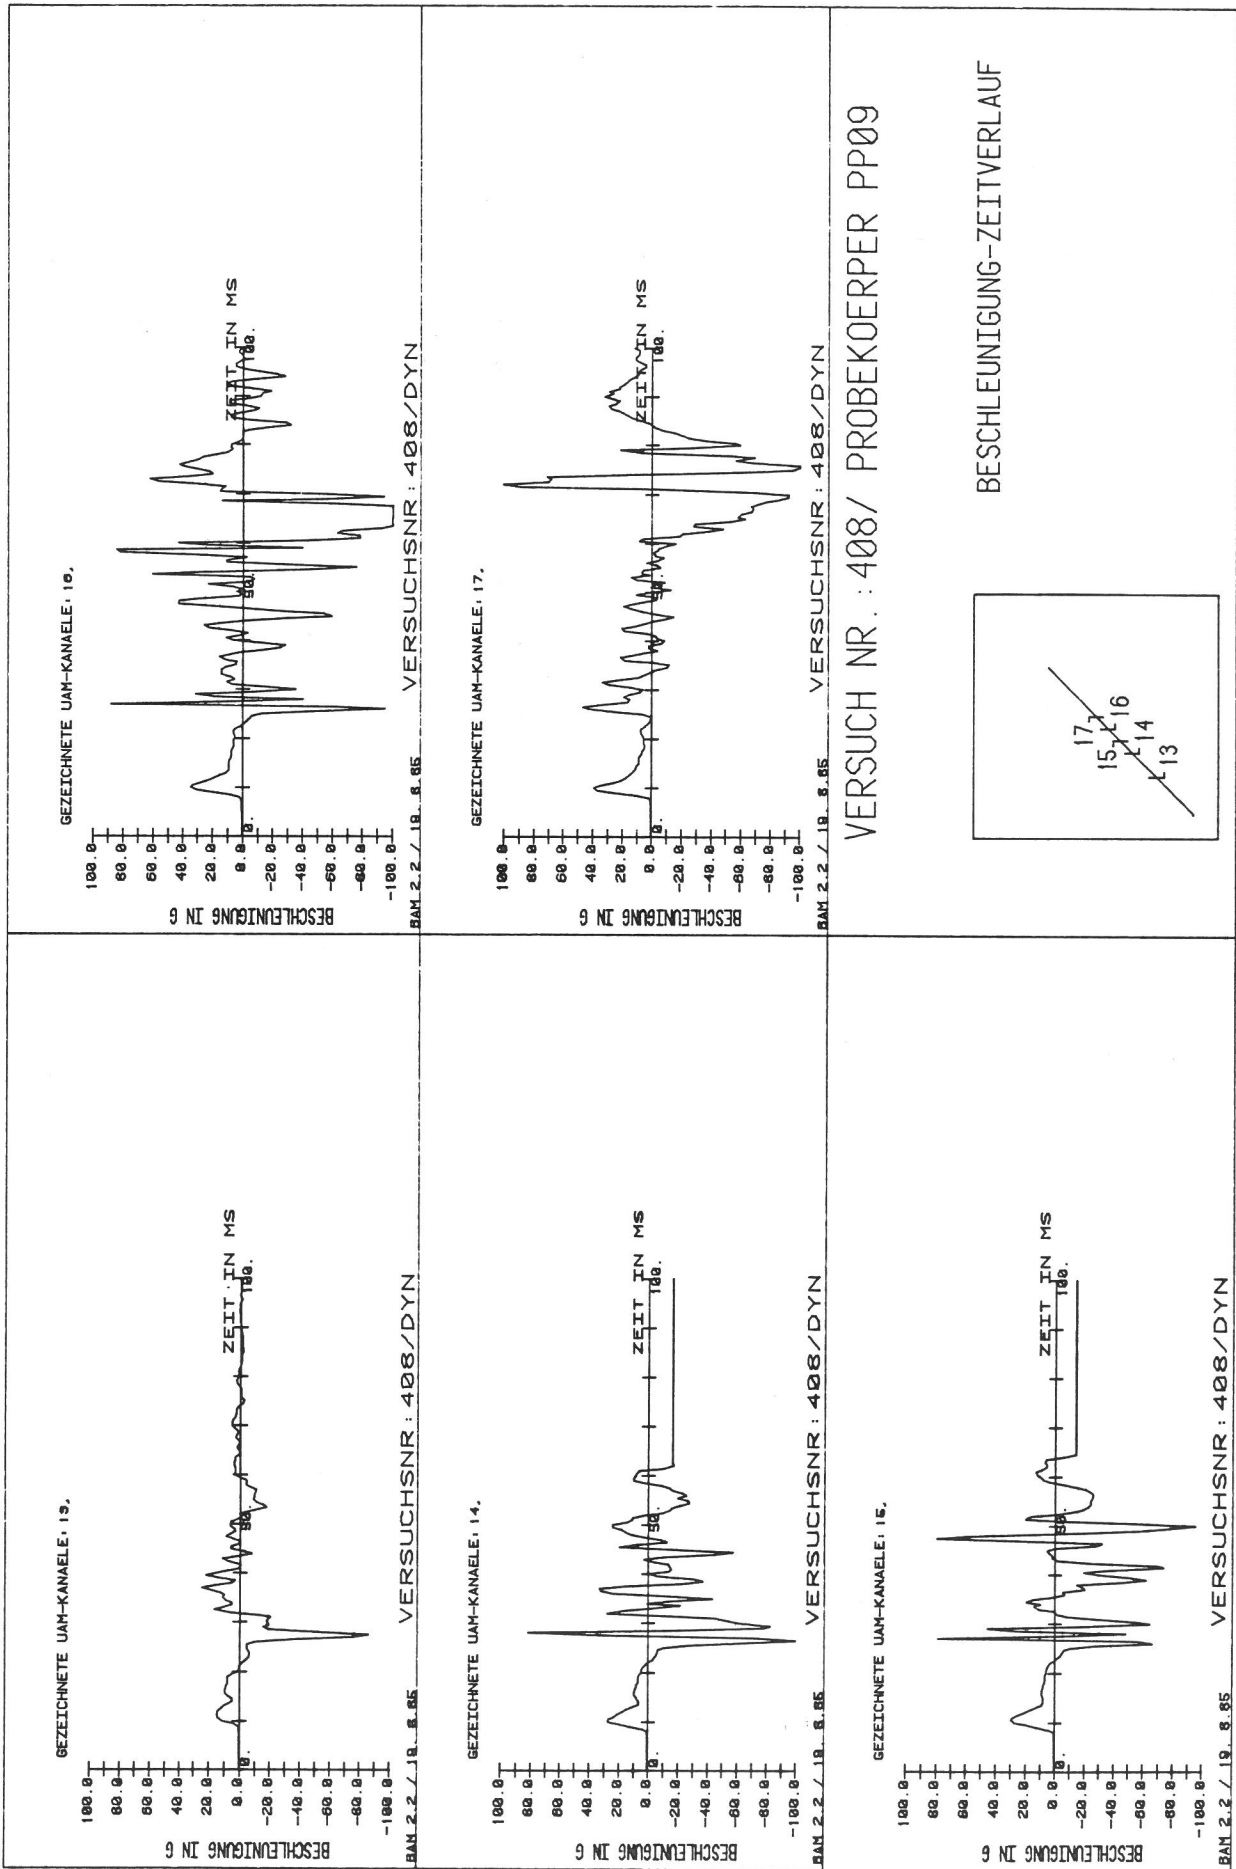 GEZEICHNETE UAM-KANAELE: 13,
100.0
80.0
60.0
40.0
20.0
0.0
-20.0
-40.0
-60.0
-80.0
-100.0
BESCHLEUNIGUNG IN G
0.
50.
100.
ZEIT IN MS
BAM 2.2 / 19. 8.85
VERSUCHSNR: 408/DYN
GEZEICHNETE UAM-KANAELE: 14,
100.0
80.0
60.0
40.0
20.0
0.0
-20.0
-40.0
-60.0
-80.0
-100.0
BESCHLEUNIGUNG IN G
0.
50.
100.
ZEIT IN MS
BAM 2.2 / 19. 8.85
VERSUCHSNR: 408/DYN
GEZEICHNETE UAM-KANAELE: 15,
100.0
80.0
60.0
40.0
20.0
0.0
-20.0
-40.0
-60.0
-80.0
-100.0
BESCHLEUNIGUNG IN G
0.
50.
100.
ZEIT IN MS
BAM 2.2 / 19. 8.85
VERSUCHSNR: 408/DYN
GEZEICHNETE UAM-KANAELE: 16,
100.0
80.0
60.0
40.0
20.0
0.0
-20.0
-40.0
-60.0
-80.0
-100.0
BESCHLEUNIGUNG IN G
0.
50.
100.
ZEIT IN MS
BAM 2.2 / 19. 8.85
VERSUCHSNR: 408/DYN
GEZEICHNETE UAM-KANAELE: 17,
100.0
80.0
60.0
40.0
20.0
0.0
-20.0
-40.0
-60.0
-80.0
-100.0
BESCHLEUNIGUNG IN G
0.
50.
100.
ZEIT IN MS
BAM 2.2 / 19. 8.85
VERSUCHSNR: 408/DYN
VERSUCH NR.: 408/ PROBEKOERPER PP09
17
15
16
14
13
BESCHLEUNIGUNG-ZEITVERLAUF